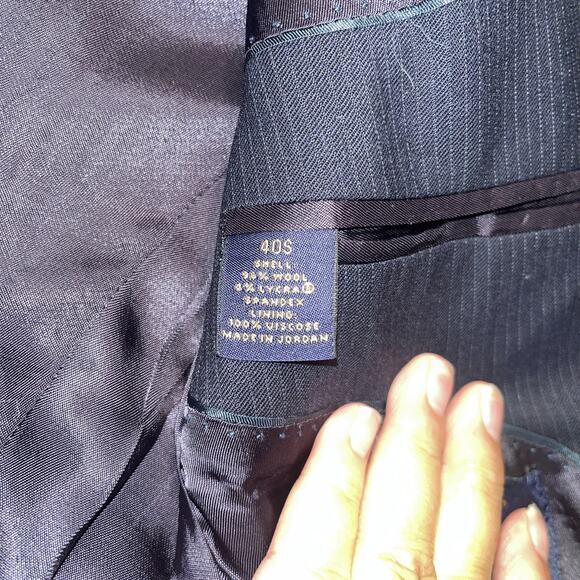 40S
SHELL
96% WOOL
4% LYCRA®
SPANDEX
LINING:
100% VISCOSE
MADE IN JORDAN